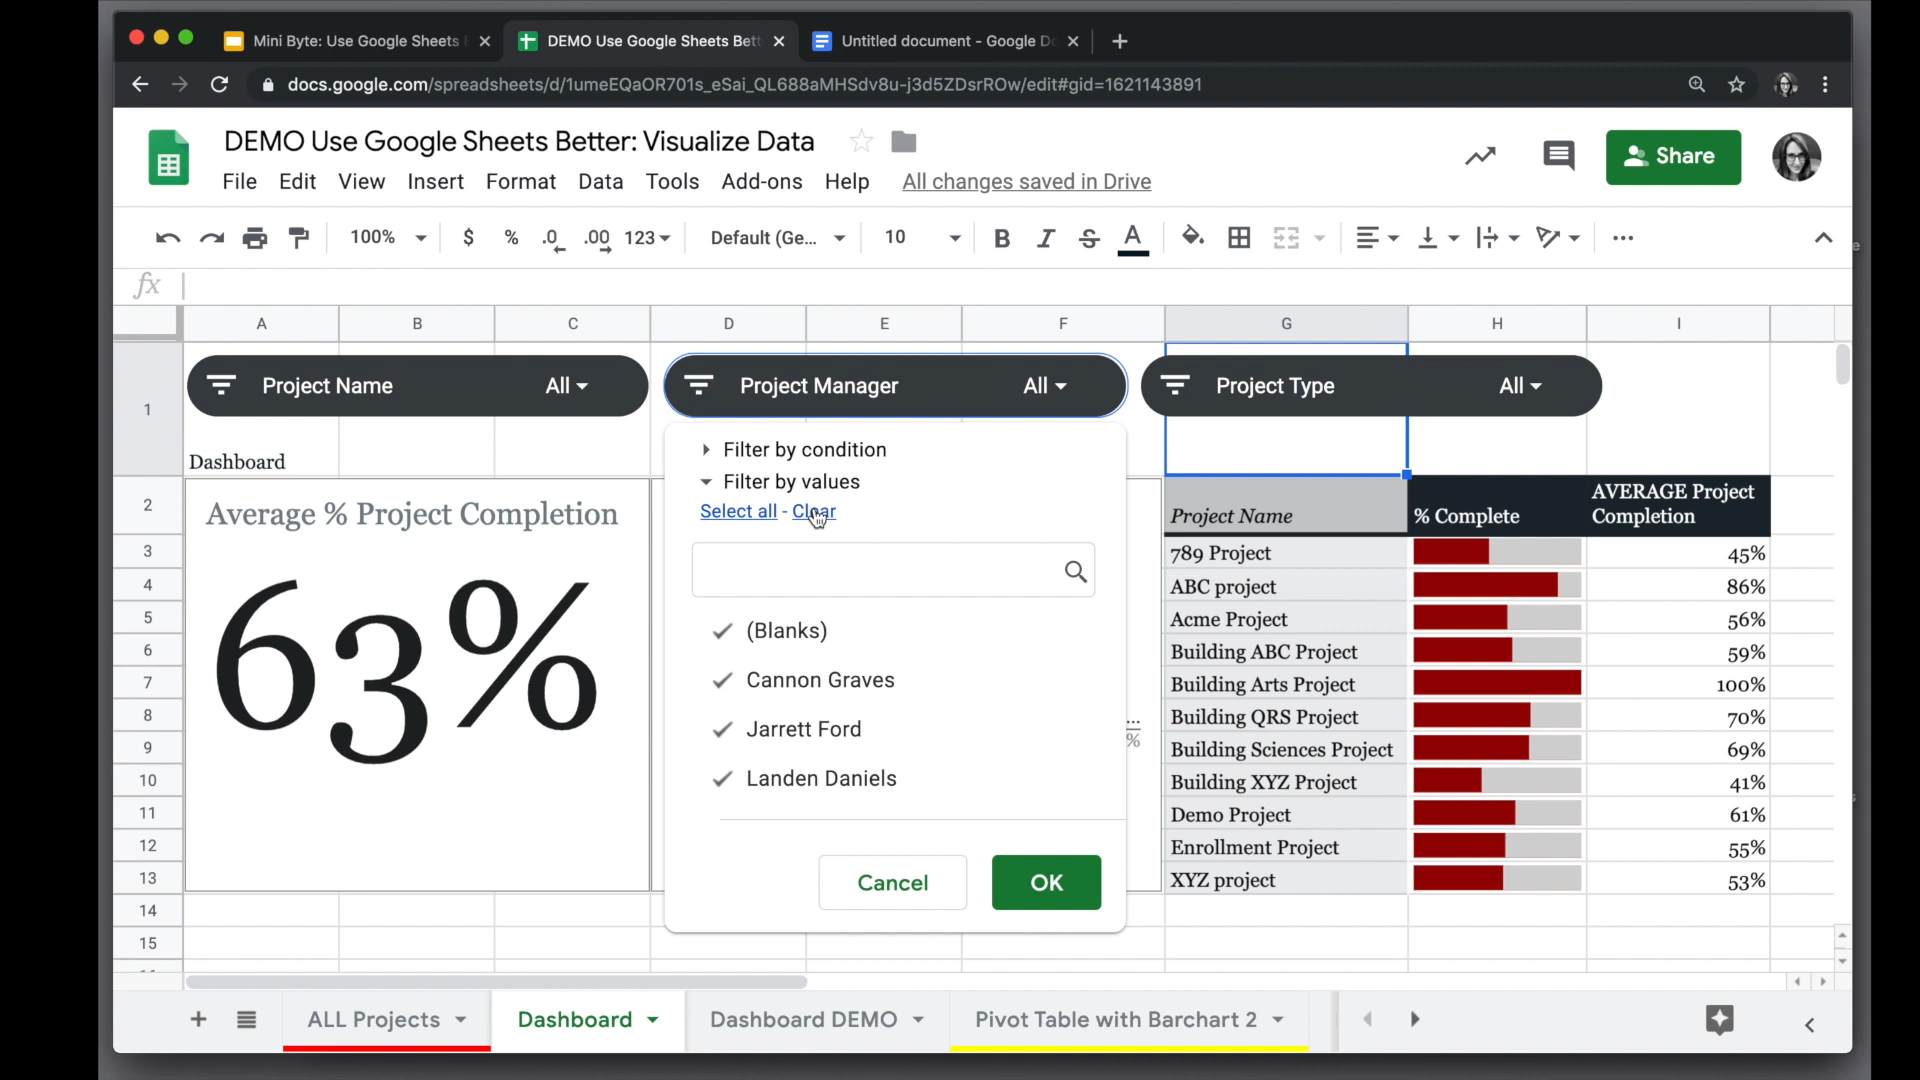 Mini Byte: Use Google Sheets
DEMO Use Google Sheets Bett
Untitled document - Google Do
docs.google.com/spreadsheets/d/1umeEQaOR701s_eSai_QL688aMHSdv8u-j3d5ZDsrROw/edit#gid=1621143891
DEMO Use Google Sheets Better: Visualize Data
Share
File Edit View Insert Format Data Tools Add-ons Help All changes saved in Drive
100% $ % .0 .00 123 Default (Ge... 10 B I S A ...
fx
A B C D E F G H I
Project Name All
Project Manager All
Project Type All
1
Dashboard
Filter by condition
Filter by values
Select all - Clear
(Blanks)
Cannon Graves
Jarrett Ford
Landen Daniels
Cancel OK
Average % Project Completion
63%
...
%
2 Project Name % Complete AVERAGE Project Completion
3 789 Project 45%
4 ABC project 86%
5 Acme Project 56%
6 Building ABC Project 59%
7 Building Arts Project 100%
8 Building QRS Project 70%
9 Building Sciences Project 69%
10 Building XYZ Project 41%
11 Demo Project 61%
12 Enrollment Project 55%
13 XYZ project 53%
14
15
ALL Projects Dashboard Dashboard DEMO Pivot Table with Barchart 2